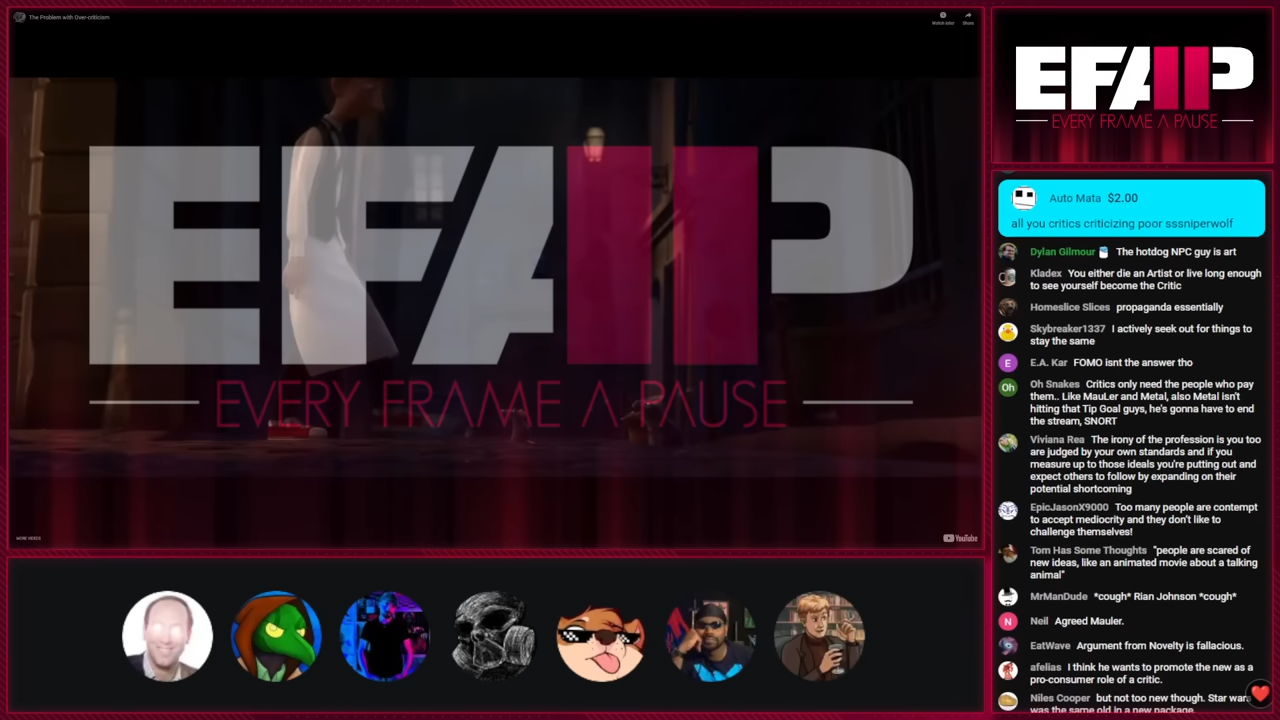 The Problem with Over-criticism
Watch later
Share
EFAP
EVERY FRAME A PAUSE
MORE VIDEOS
YouTube
EFAP
EVERY FRAME A PAUSE
Auto Mata $2.00
all you critics criticizing poor sssniperwolf
Dylan Gilmour The hotdog NPC guy is art
Kladex You either die an Artist or live long enough
to see yourself become the Critic
Homeslice Slices propaganda essentially
Skybreaker1337 I actively seek out for things to
stay the same
E
E.A. Kar FOMO isnt the answer tho
Oh
Oh Snakes Critics only need the people who pay
them.. Like MauLer and Metal, also Metal isn't
hitting that Tip Goal guys, he's gonna have to end
the stream, SNORT
Viviana Rea The irony of the profession is you too
are judged by your own standards and if you
measure up to those ideals you're putting out and
expect others to follow by expanding on their
potential shortcoming
EpicJasonX9000 Too many people are contempt
to accept mediocrity and they don't like to
challenge themselves!
Tom Has Some Thoughts "people are scared of
new ideas, like an animated movie about a talking
animal"
MrManDude *cough* Rian Johnson *cough*
N
Neil Agreed Mauler.
EatWave Argument from Novelty is fallacious.
afelias I think he wants to promote the new as a
pro-consumer role of a critic.
Niles Cooper but not too new though. Star wars
was the same old in a new package.